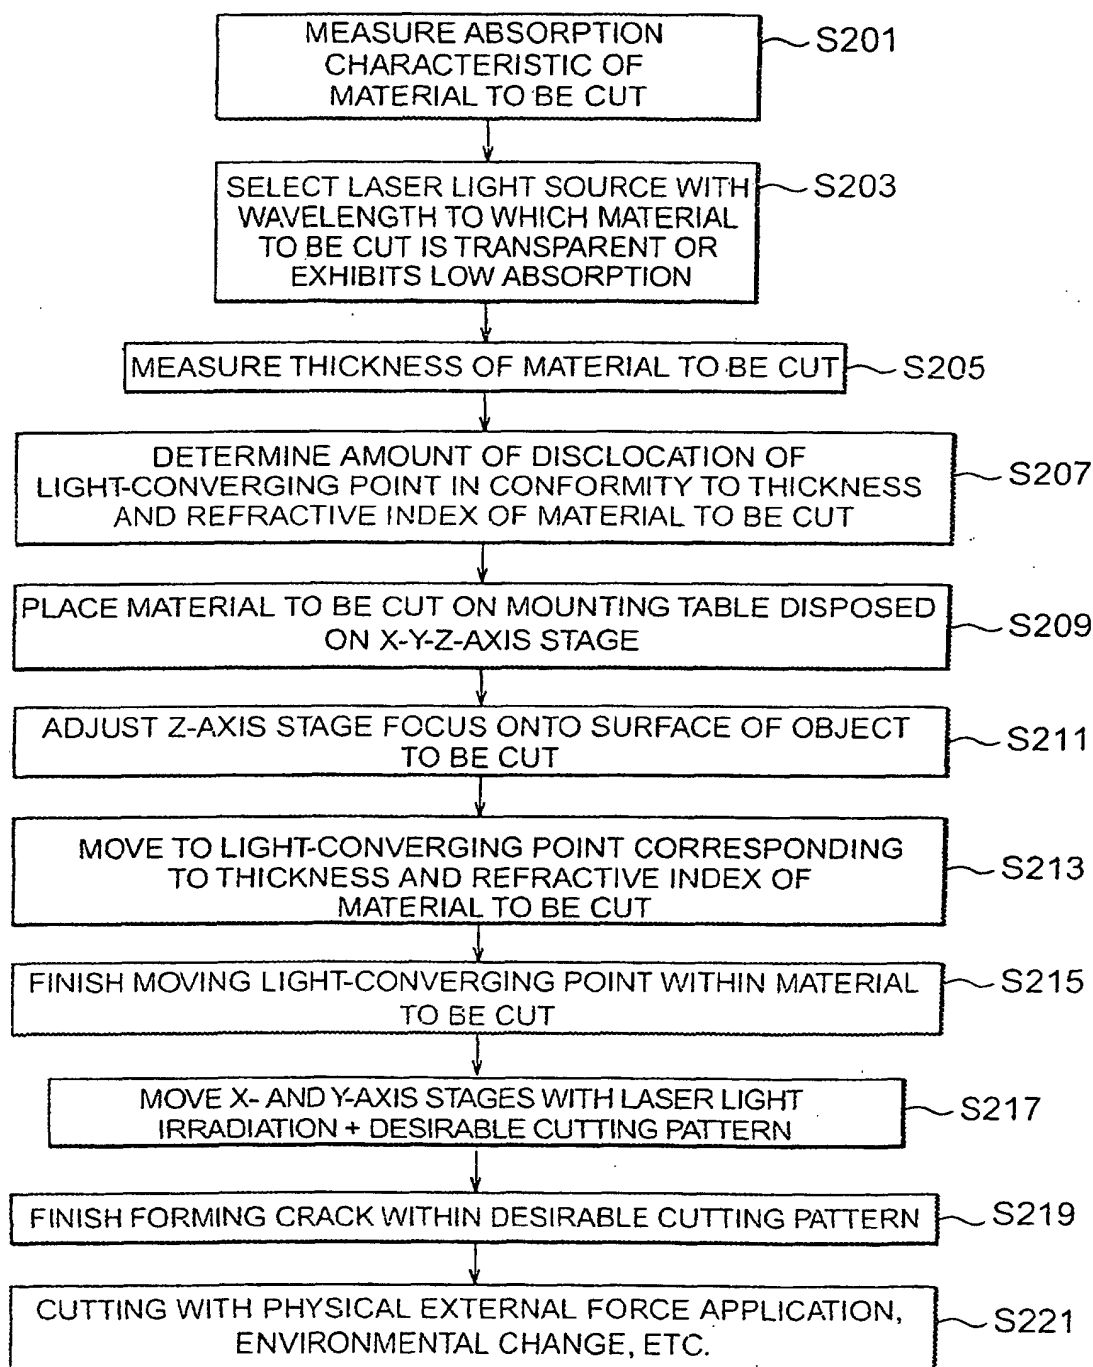 MEASURE ABSORPTION
CHARACTERISTIC OF
MATERIAL TO BE CUT
S201
SELECT LASER LIGHT SOURCE WITH
WAVELENGTH TO WHICH MATERIAL
TO BE CUT IS TRANSPARENT OR
EXHIBITS LOW ABSORPTION
S203
MEASURE THICKNESS OF MATERIAL TO BE CUT
S205
DETERMINE AMOUNT OF DISCLOCATION OF
LIGHT-CONVERGING POINT IN CONFORMITY TO THICKNESS
AND REFRACTIVE INDEX OF MATERIAL TO BE CUT
S207
PLACE MATERIAL TO BE CUT ON MOUNTING TABLE DISPOSED
ON X-Y-Z-AXIS STAGE
S209
ADJUST Z-AXIS STAGE FOCUS ONTO SURFACE OF OBJECT
TO BE CUT
S211
MOVE TO LIGHT-CONVERGING POINT CORRESPONDING
TO THICKNESS AND REFRACTIVE INDEX OF
MATERIAL TO BE CUT
S213
FINISH MOVING LIGHT-CONVERGING POINT WITHIN MATERIAL
TO BE CUT
S215
MOVE X- AND Y-AXIS STAGES WITH LASER LIGHT
IRRADIATION + DESIRABLE CUTTING PATTERN
S217
FINISH FORMING CRACK WITHIN DESIRABLE CUTTING PATTERN
S219
CUTTING WITH PHYSICAL EXTERNAL FORCE APPLICATION,
ENVIRONMENTAL CHANGE, ETC.
S221